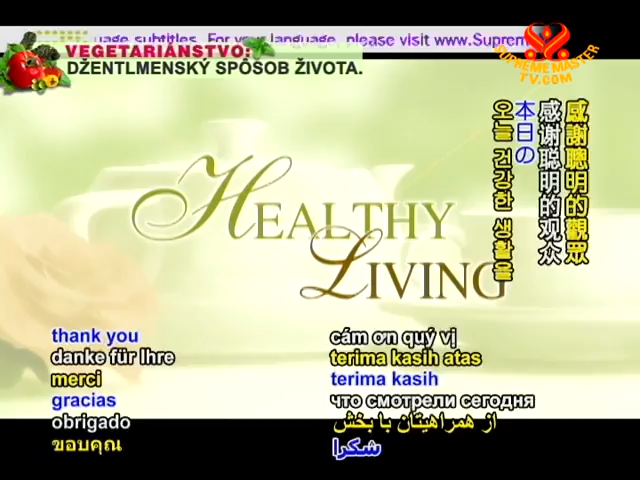 uage subtitles. For your language, please visit www.Suprem
VEGETARIÁNSTVO:
DŽENTLMENSKÝ SPÔSOB ŽIVOTA.
SUPREME MASTER
TV.COM
感謝聰明的觀眾
感谢聪明的观众
本日の
오늘 건강한 생활을
HEALTHY
LIVING
thank you
danke für Ihre
merci
gracias
obrigado
ขอบคุณ
cám ơn quý vị
terima kasih atas
terima kasih
что смотрели сегодня
از همراهیتان با بخش
شكرا